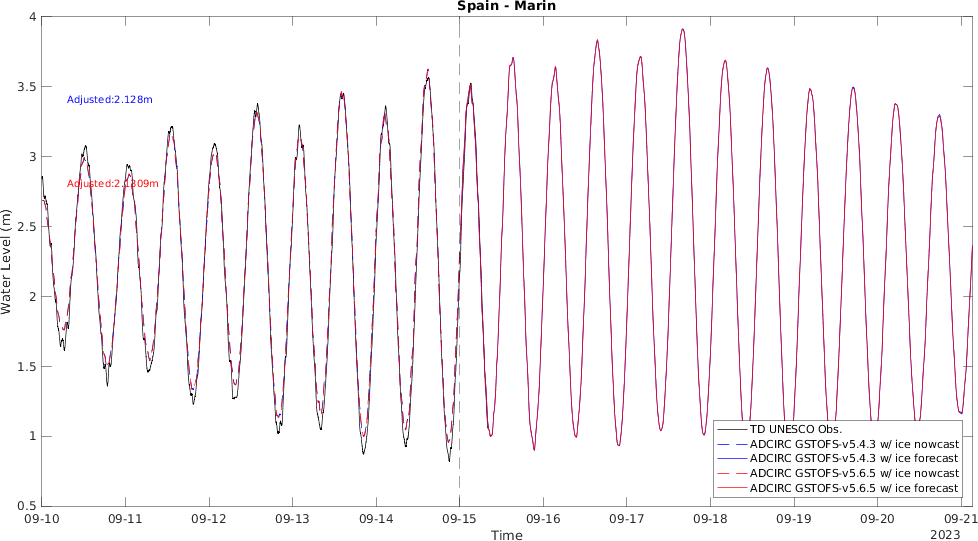 Spain - Marin
4
3.5
3
2.5
2
1.5
1
0.5
Water Level (m)
Adjusted:2.128m
Adjusted:2.1309m
TD UNESCO Obs.
ADCIRC GSTOFS-v5.4.3 w/ ice nowcast
ADCIRC GSTOFS-v5.4.3 w/ ice forecast
ADCIRC GSTOFS-v5.6.5 w/ ice nowcast
ADCIRC GSTOFS-v5.6.5 w/ ice forecast
09-10 09-11 09-12 09-13 09-14 09-15 09-16 09-17 09-18 09-19 09-20 09-21
Time
2023